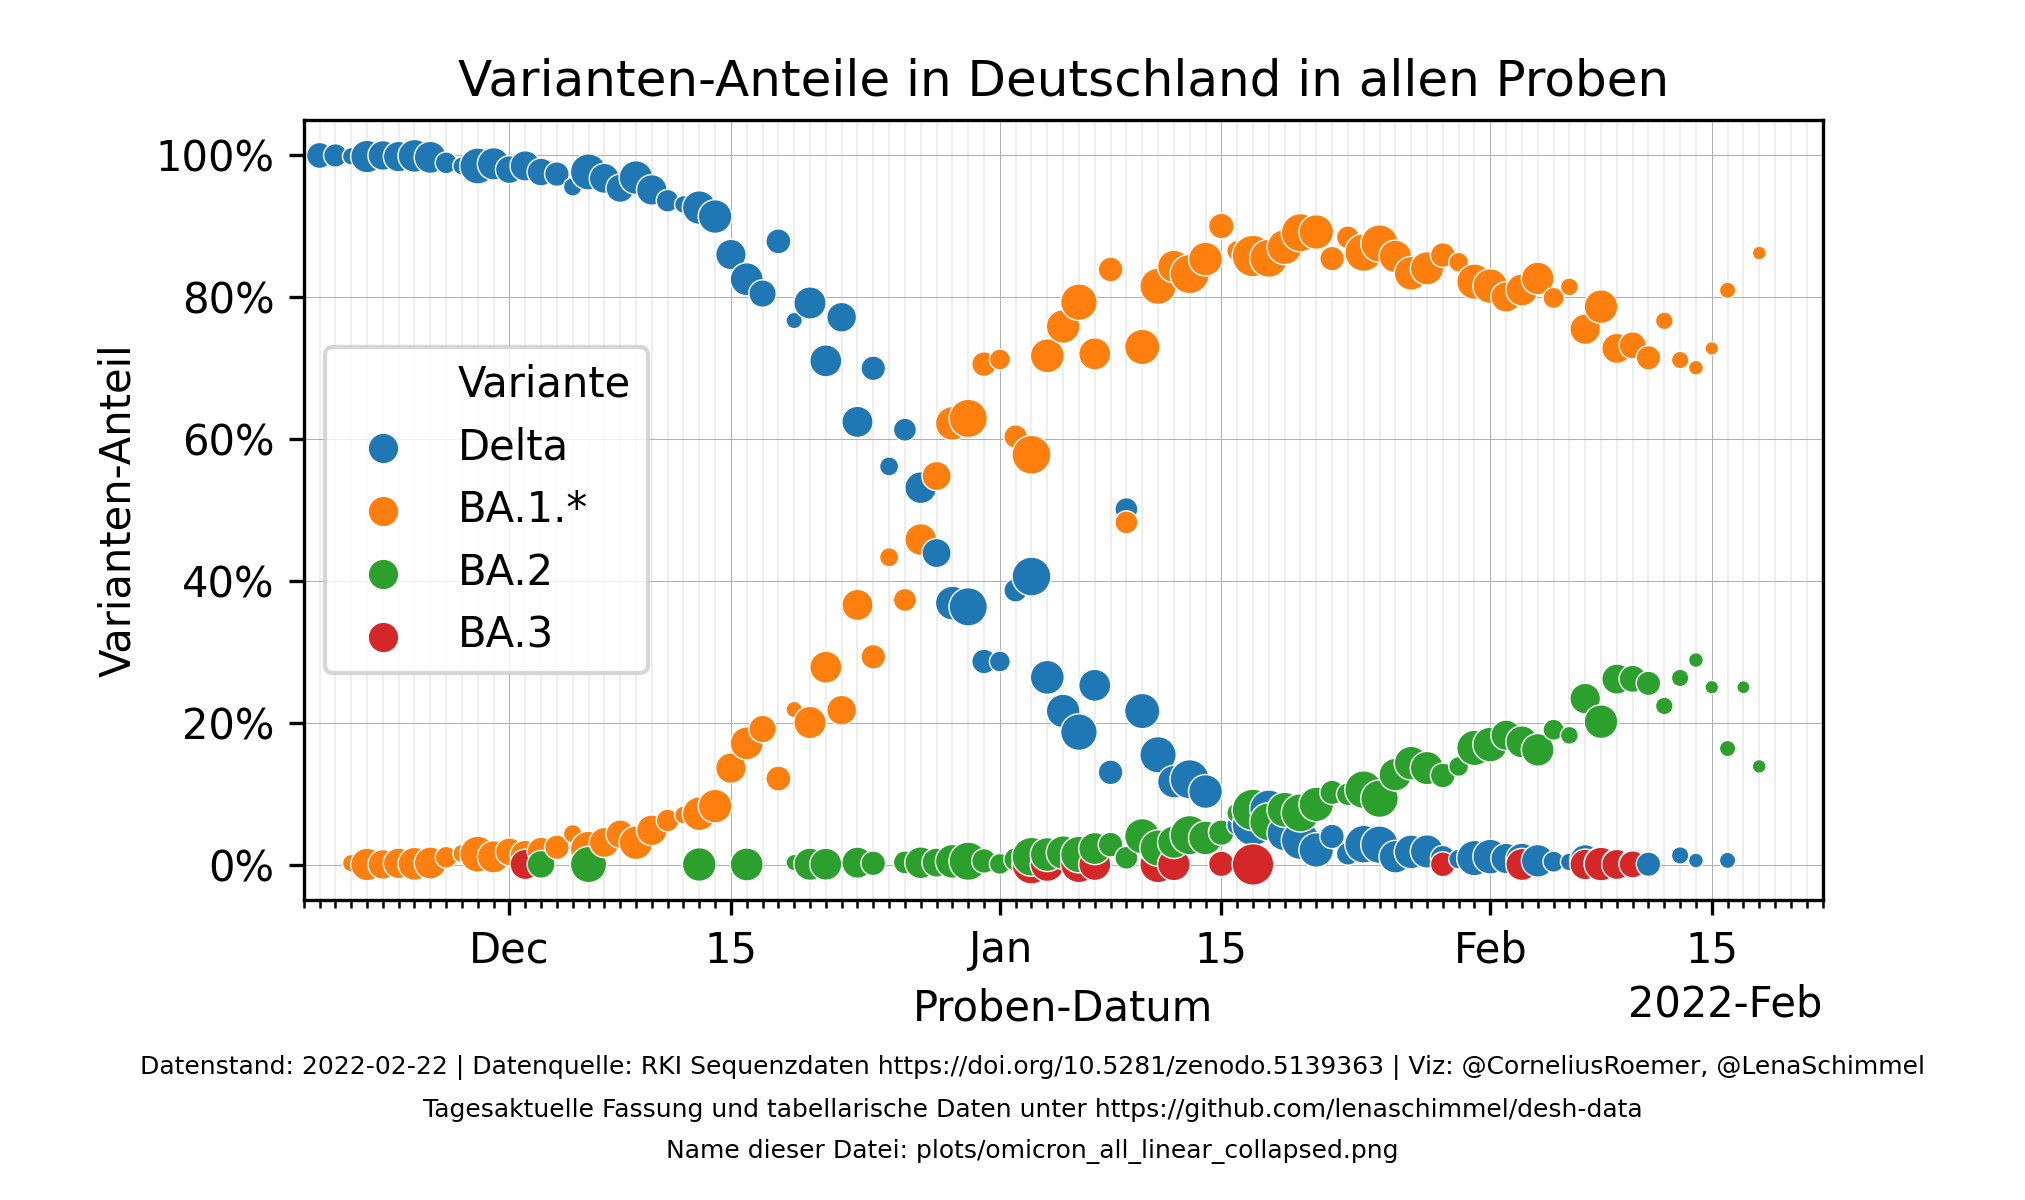 Varianten-Anteile in Deutschland in allen Proben
100%
80%
60%
40%
20%
0%
Varianten-Anteil
Variante
Delta
BA.1.*
BA.2
BA.3
Dec 15 Jan 15 Feb 15
Proben-Datum 2022-Feb
Datenstand: 2022-02-22 | Datenquelle: RKI Sequenzdaten https://doi.org/10.5281/zenodo.5139363 | Viz: @CorneliusRoemer, @LenaSchimmel
Tagesaktuelle Fassung und tabellarische Daten unter https://github.com/lenaschimmel/desh-data
Name dieser Datei: plots/omicron_all_linear_collapsed.png